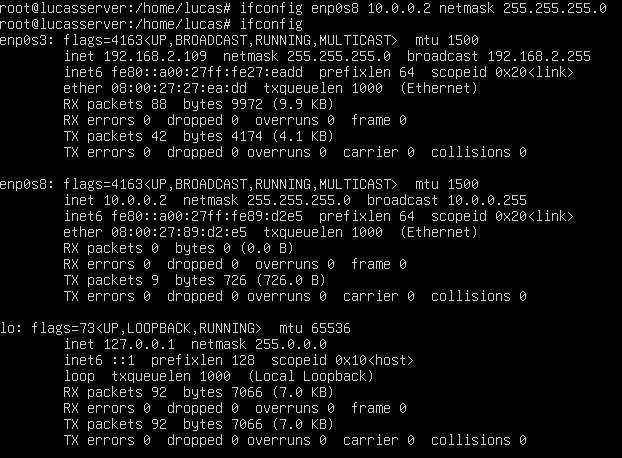 root@lucasserver:/home/lucas# ifconfig enp0s8 10.0.0.2 netmask 255.255.255.0
root@lucasserver:/home/lucas# ifconfig
enp0s3: flags=4163<UP,BROADCAST,RUNNING,MULTICAST>  mtu 1500
        inet 192.168.2.109  netmask 255.255.255.0  broadcast 192.168.2.255
        inet6 fe80::a00:27ff:fe27:eadd  prefixlen 64  scopeid 0x20<link>
        ether 08:00:27:27:ea:dd  txqueuelen 1000  (Ethernet)
        RX packets 88  bytes 9972 (9.9 KB)
        RX errors 0  dropped 0  overruns 0  frame 0
        TX packets 42  bytes 4174 (4.1 KB)
        TX errors 0  dropped 0 overruns 0  carrier 0  collisions 0
enp0s8: flags=4163<UP,BROADCAST,RUNNING,MULTICAST>  mtu 1500
        inet 10.0.0.2  netmask 255.255.255.0  broadcast 10.0.0.255
        inet6 fe80::a00:27ff:fe89:d2e5  prefixlen 64  scopeid 0x20<link>
        ether 08:00:27:89:d2:e5  txqueuelen 1000  (Ethernet)
        RX packets 0  bytes 0 (0.0 B)
        RX errors 0  dropped 0  overruns 0  frame 0
        TX packets 9  bytes 726 (726.0 B)
        TX errors 0  dropped 0 overruns 0  carrier 0  collisions 0
lo: flags=73<UP,LOOPBACK,RUNNING>  mtu 65536
        inet 127.0.0.1  netmask 255.0.0.0
        inet6 ::1  prefixlen 128  scopeid 0x10<host>
        loop  txqueuelen 1000  (Local Loopback)
        RX packets 92  bytes 7066 (7.0 KB)
        RX errors 0  dropped 0  overruns 0  frame 0
        TX packets 92  bytes 7066 (7.0 KB)
        TX errors 0  dropped 0 overruns 0  carrier 0  collisions 0